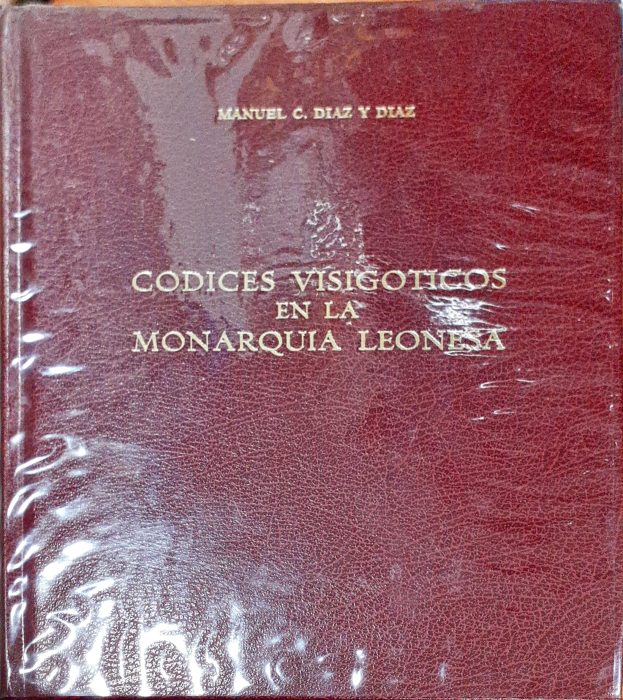 MANUEL C. DIAZ Y DIAZ
CODICES VISIGOTICOS
EN LA
MONARQUIA LEONESA